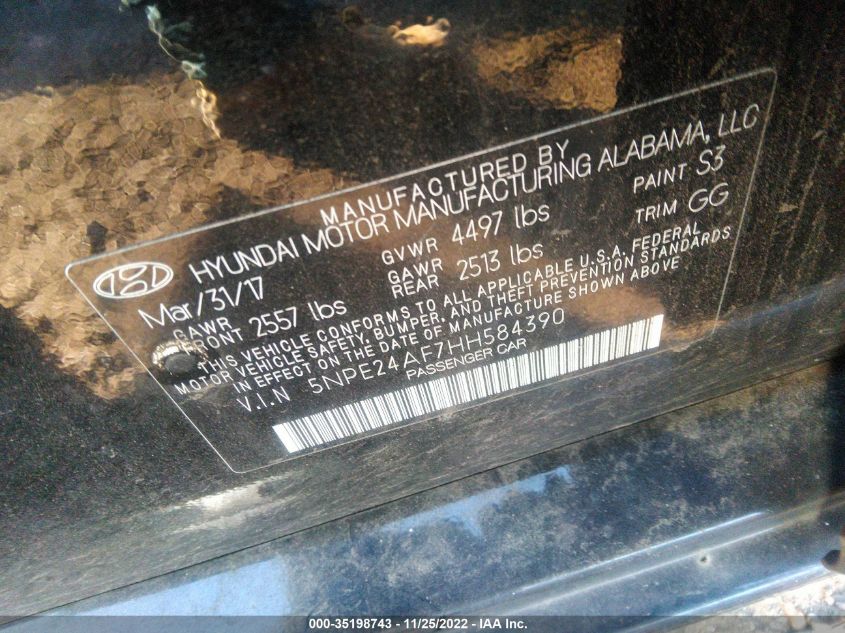 MANUFACTURED BY
HYUNDAI MOTOR MANUFACTURING ALABAMA, LLC
Mar/31/17 GVWR 4497 lbs PAINT S3
GAWR FRONT 2557 lbs GAWR REAR 2513 lbs TRIM GG
THIS VEHICLE CONFORMS TO ALL APPLICABLE U.S.A. FEDERAL
MOTOR VEHICLE SAFETY, BUMPER, AND THEFT PREVENTION STANDARDS
IN EFFECT ON THE DATE OF MANUFACTURE SHOWN ABOVE
V.I.N 5NPE24AF7HH584390
PASSENGER CAR
000-35198743 - 11/25/2022 - IAA Inc.